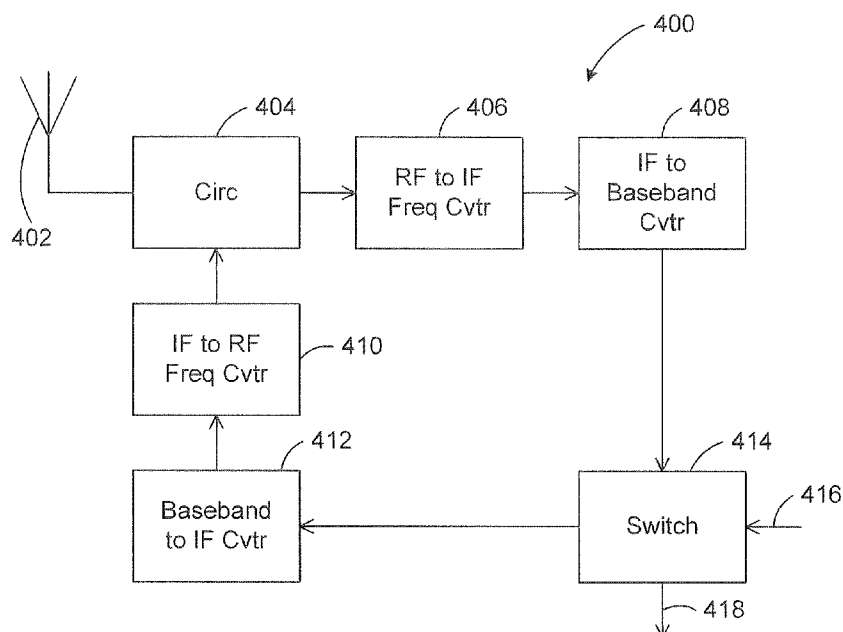 400
404
406
408
Circ
RF to IF
Freq Cvtr
IF to
Baseband
Cvtr
402
IF to RF
Freq Cvtr
410
412
414
Baseband
to IF Cvtr
Switch
416
418